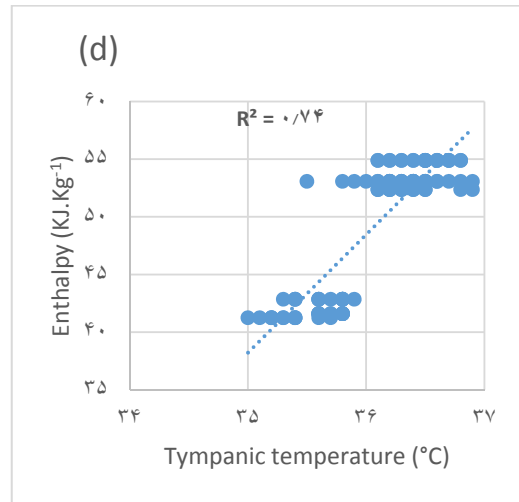 (d)
R² = ۰/۷۴
Enthalpy (KJ.Kg⁻¹)
۶۰
۵۵
۵۰
۴۵
۴۰
۳۵
۳۴ ۳۵ ۳۶ ۳۷
Tympanic temperature (°C)